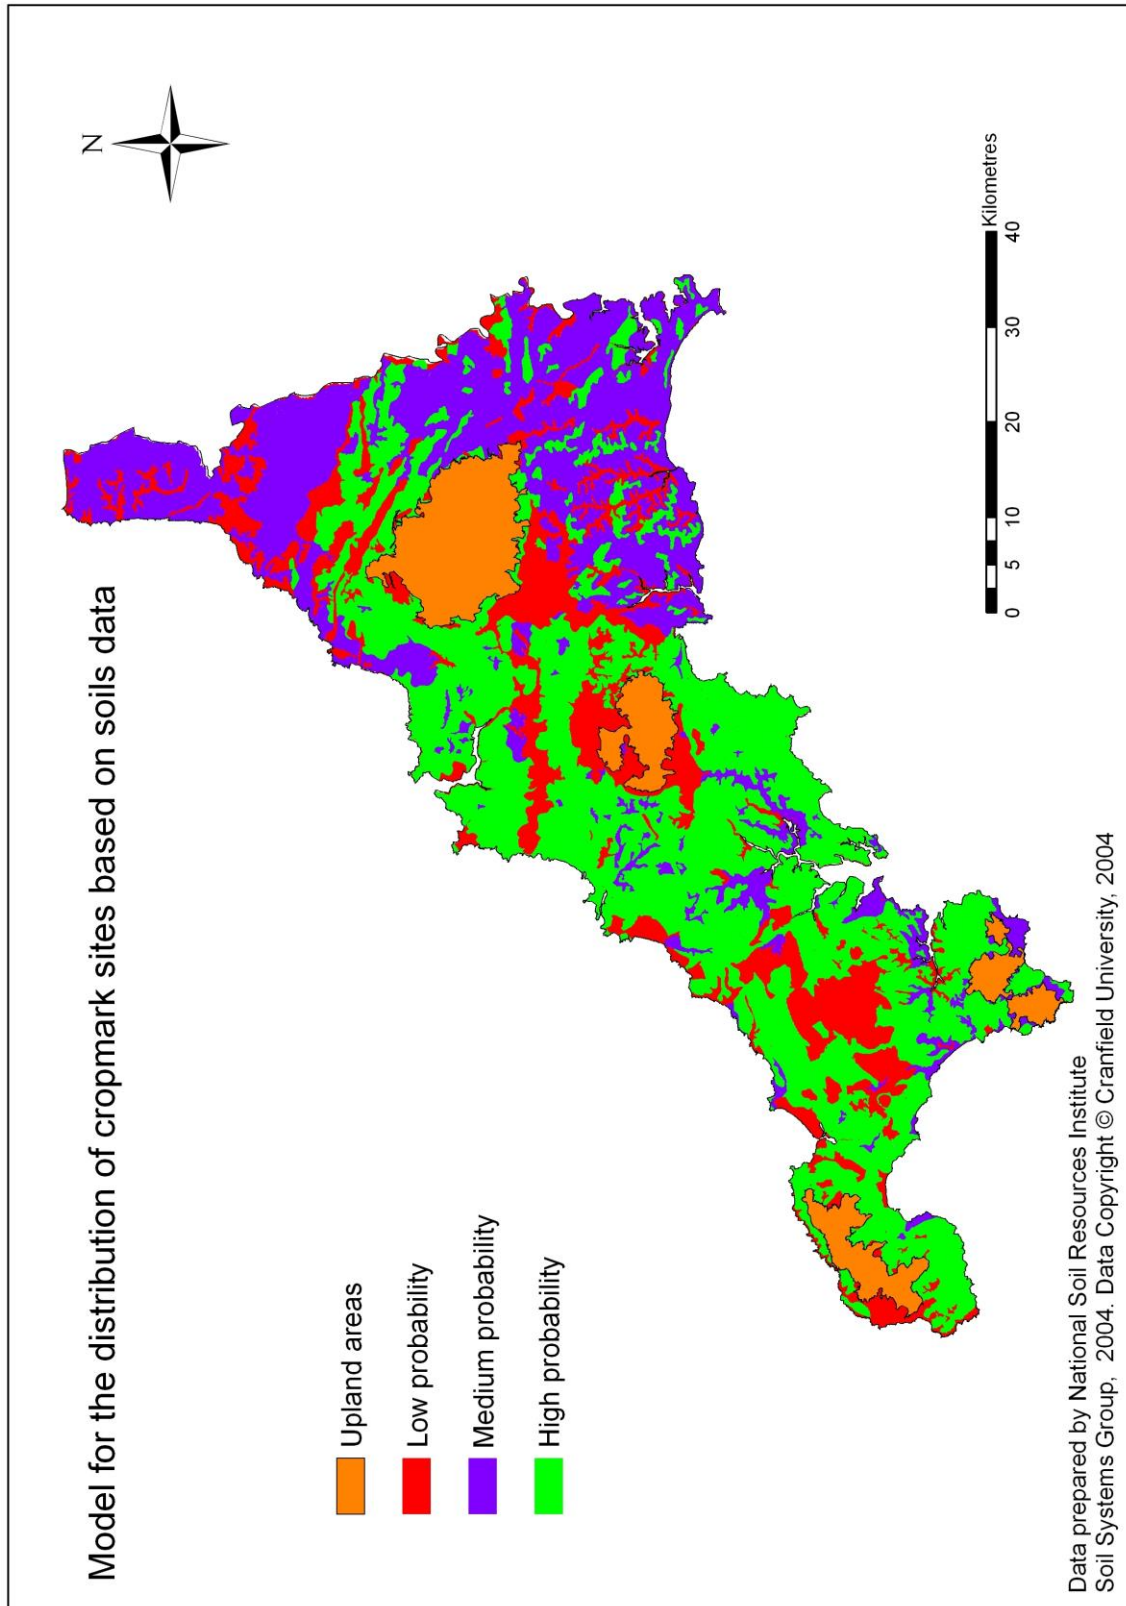 Model for the distribution of cropmark sites based on soils data
N
Upland areas
Low probability
Medium probability
High probability
0 5 10 20 30 40
Kilometres
Data prepared by National Soil Resources Institute
Soil Systems Group, 2004. Data Copyright © Cranfield University, 2004